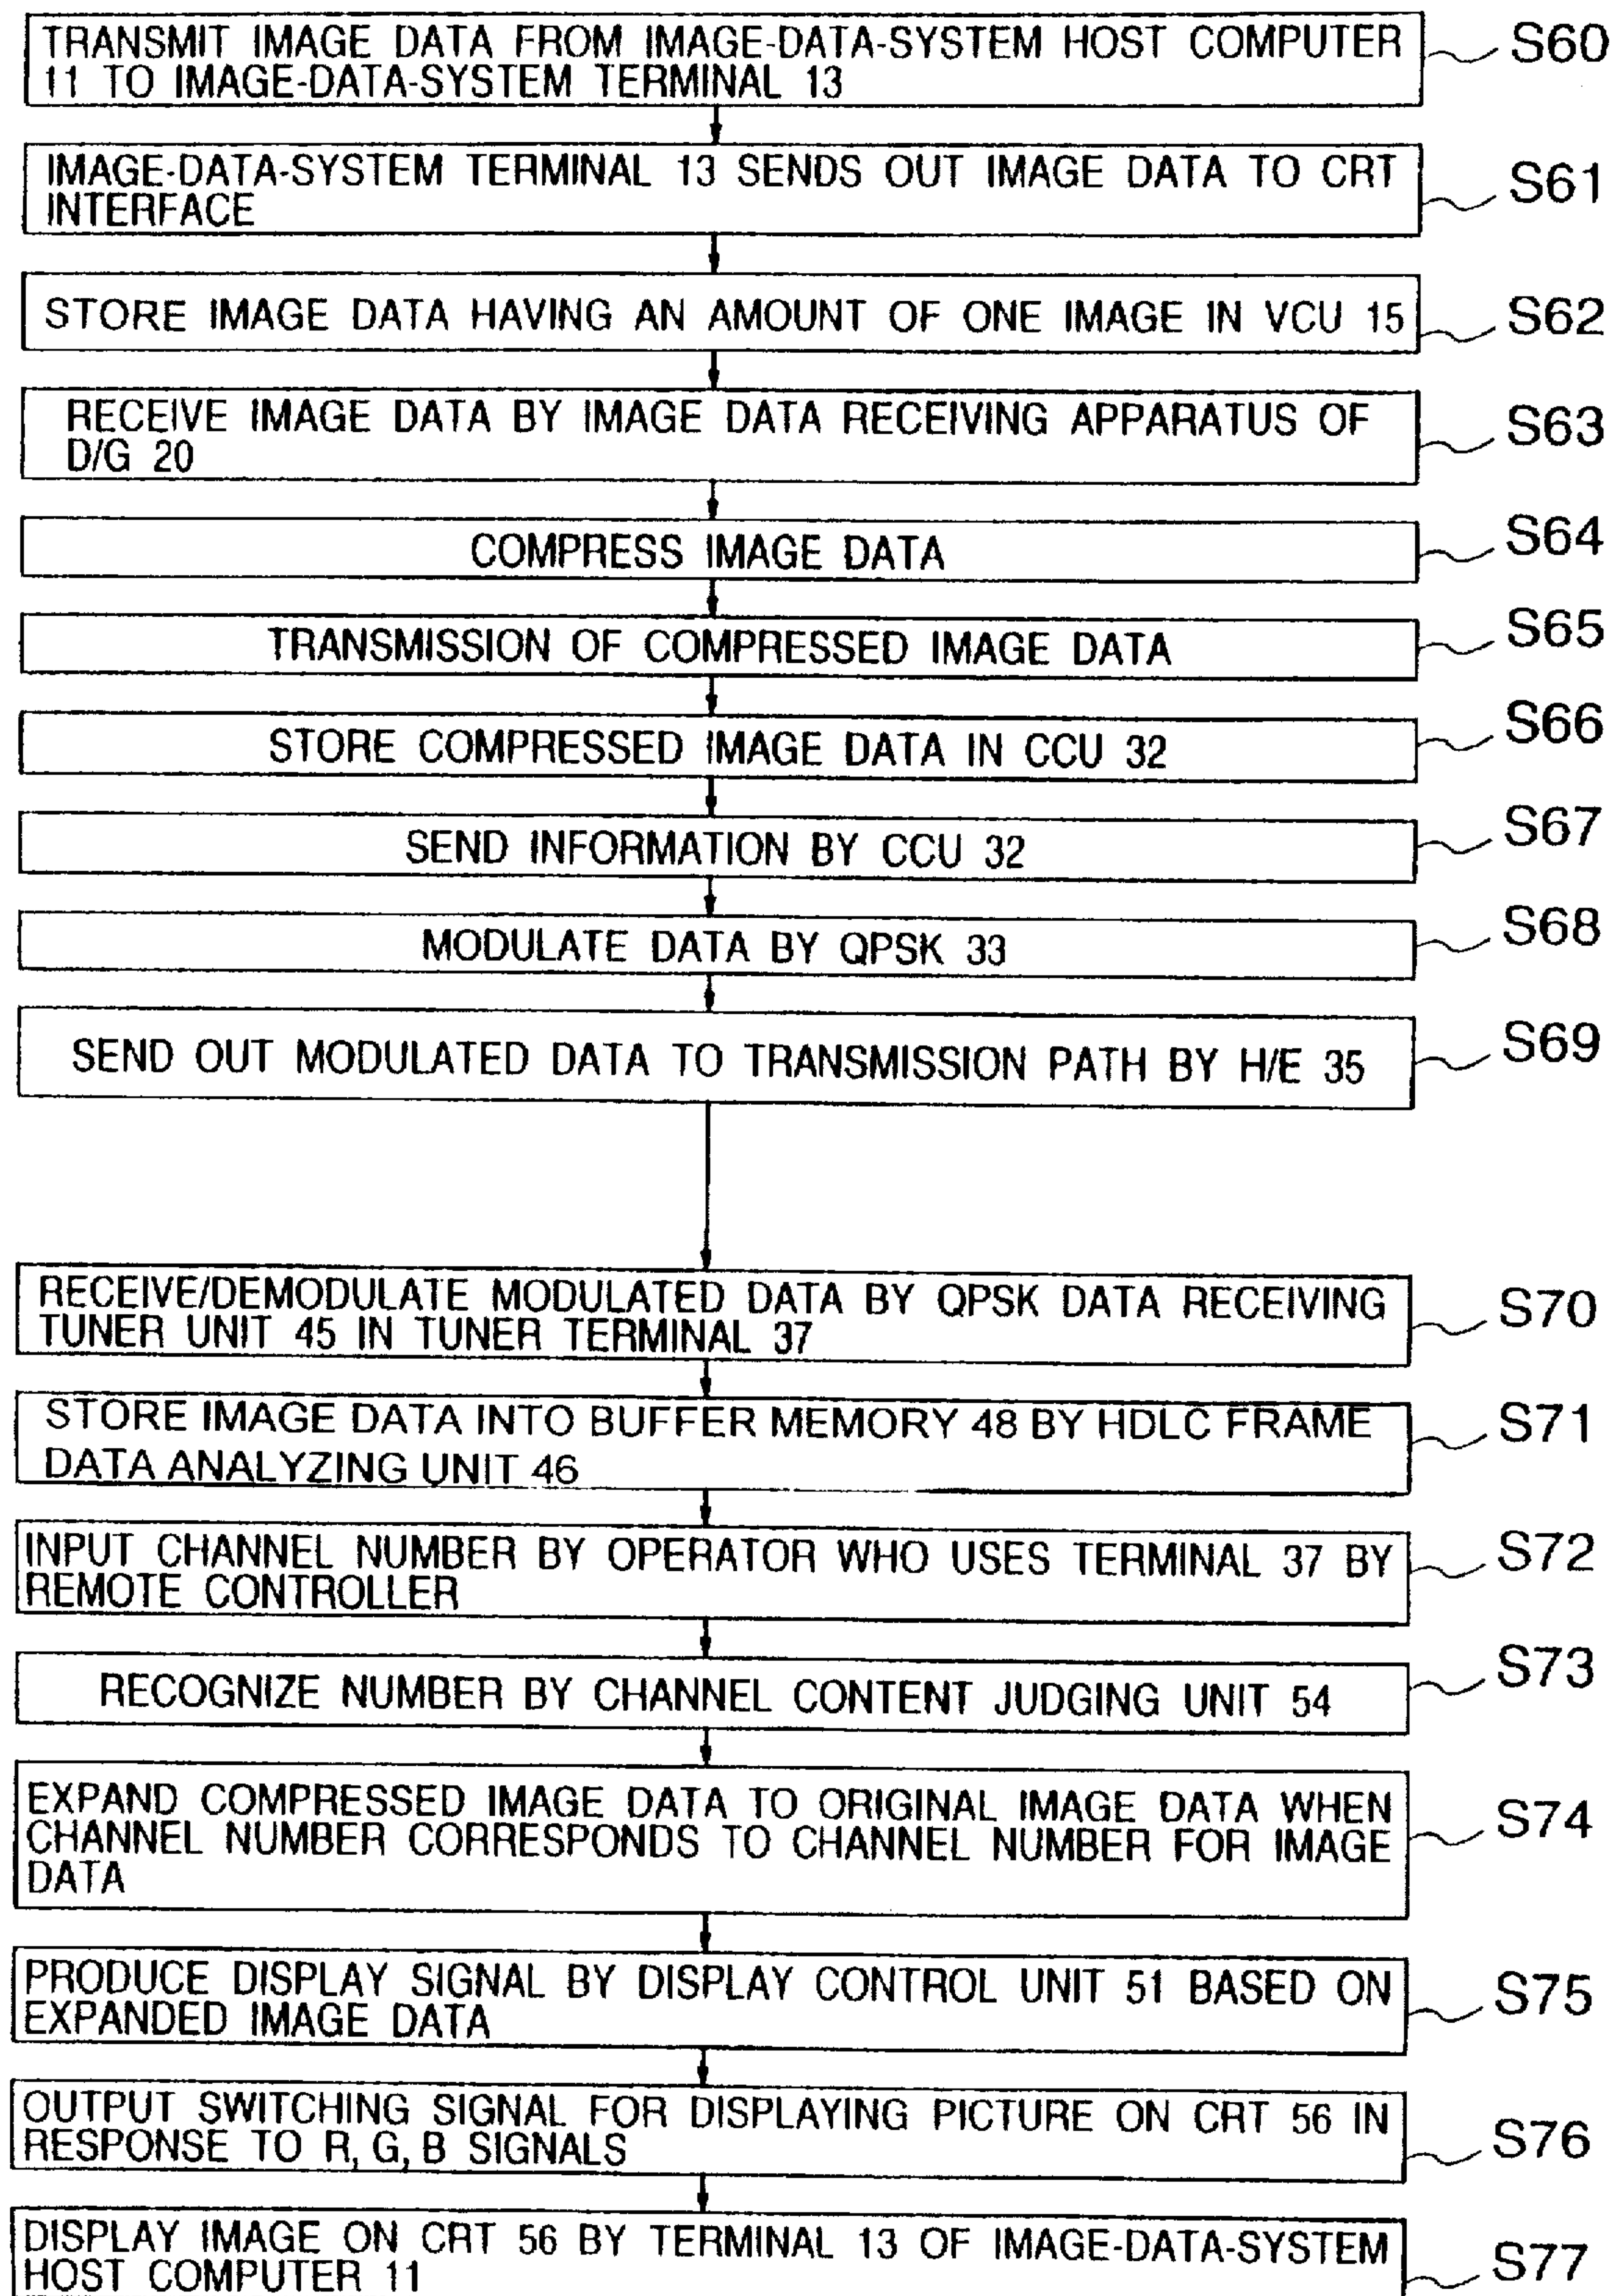 TRANSMIT IMAGE DATA FROM IMAGE-DATA-SYSTEM HOST COMPUTER
11 TO IMAGE-DATA-SYSTEM TERMINAL 13
S60
IMAGE-DATA-SYSTEM TERMINAL 13 SENDS OUT IMAGE DATA TO CRT
INTERFACE
S61
STORE IMAGE DATA HAVING AN AMOUNT OF ONE IMAGE IN VCU 15
S62
RECEIVE IMAGE DATA BY IMAGE DATA RECEIVING APPARATUS OF
D/G 20
S63
COMPRESS IMAGE DATA
S64
TRANSMISSION OF COMPRESSED IMAGE DATA
S65
STORE COMPRESSED IMAGE DATA IN CCU 32
S66
SEND INFORMATION BY CCU 32
S67
MODULATE DATA BY QPSK 33
S68
SEND OUT MODULATED DATA TO TRANSMISSION PATH BY H/E 35
S69
RECEIVE/DEMODULATE MODULATED DATA BY QPSK DATA RECEIVING
TUNER UNIT 45 IN TUNER TERMINAL 37
S70
STORE IMAGE DATA INTO BUFFER MEMORY 48 BY HDLC FRAME
DATA ANALYZING UNIT 46
S71
INPUT CHANNEL NUMBER BY OPERATOR WHO USES TERMINAL 37 BY
REMOTE CONTROLLER
S72
RECOGNIZE NUMBER BY CHANNEL CONTENT JUDGING UNIT 54
S73
EXPAND COMPRESSED IMAGE DATA TO ORIGINAL IMAGE DATA WHEN
CHANNEL NUMBER CORRESPONDS TO CHANNEL NUMBER FOR IMAGE
DATA
S74
PRODUCE DISPLAY SIGNAL BY DISPLAY CONTROL UNIT 51 BASED ON
EXPANDED IMAGE DATA
S75
OUTPUT SWITCHING SIGNAL FOR DISPLAYING PICTURE ON CRT 56 IN
RESPONSE TO R, G, B SIGNALS
S76
DISPLAY IMAGE ON CRT 56 BY TERMINAL 13 OF IMAGE-DATA-SYSTEM
HOST COMPUTER 11
S77